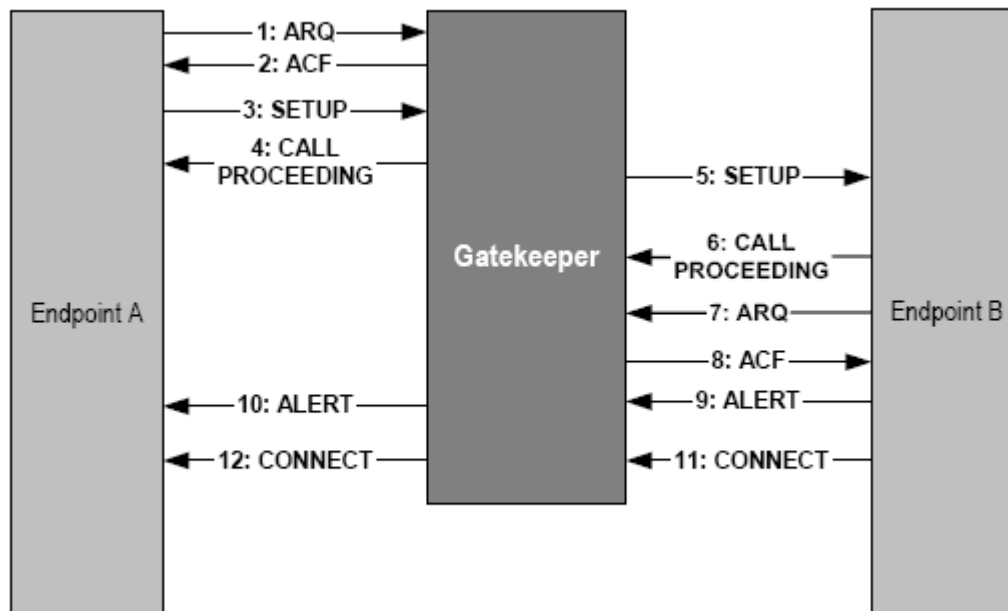 1: ARQ
2: ACF
3: SETUP
4: CALL
PROCEEDING
5: SETUP
6: CALL
PROCEEDING
Gatekeeper
Endpoint A
7: ARQ
Endpoint B
8: ACF
10: ALERT
9: ALERT
12: CONNECT
11: CONNECT